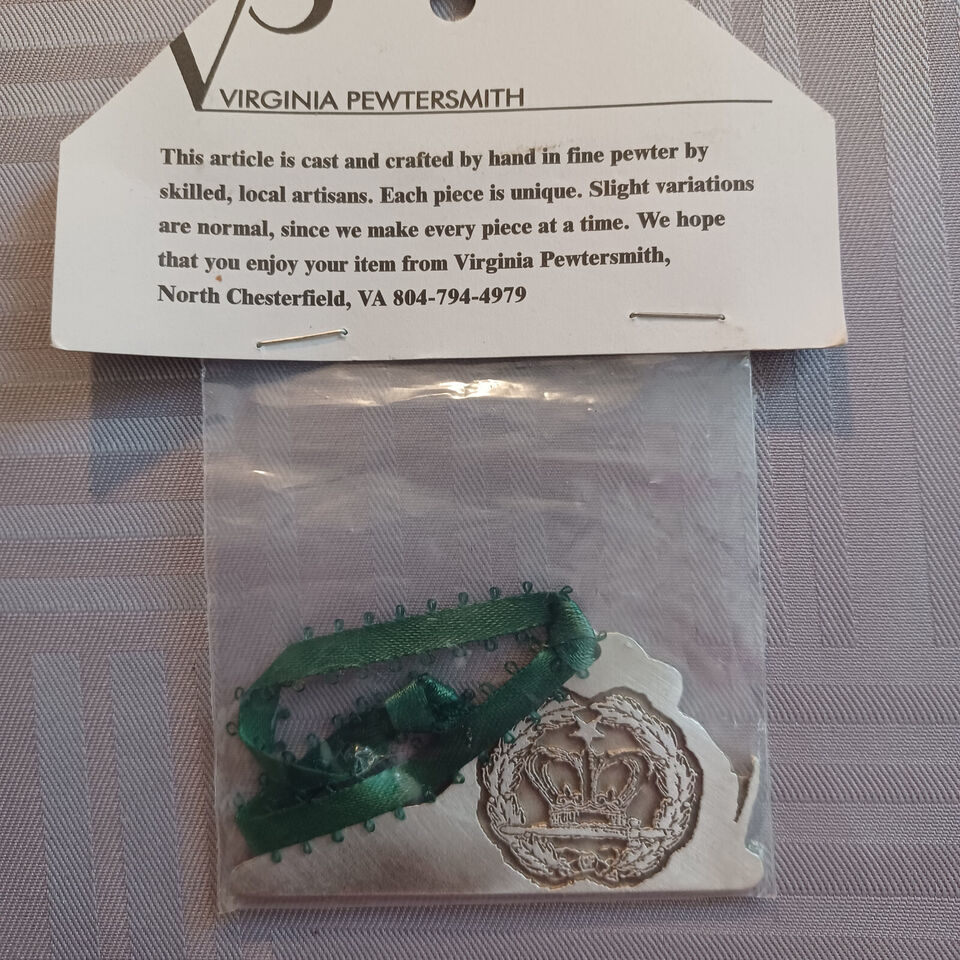 VIRGINIA PEWTERSMITH
This article is cast and crafted by hand in fine pewter by
skilled, local artisans. Each piece is unique. Slight variations
are normal, since we make every piece at a time. We hope
that you enjoy your item from Virginia Pewtersmith,
North Chesterfield, VA 804-794-4979